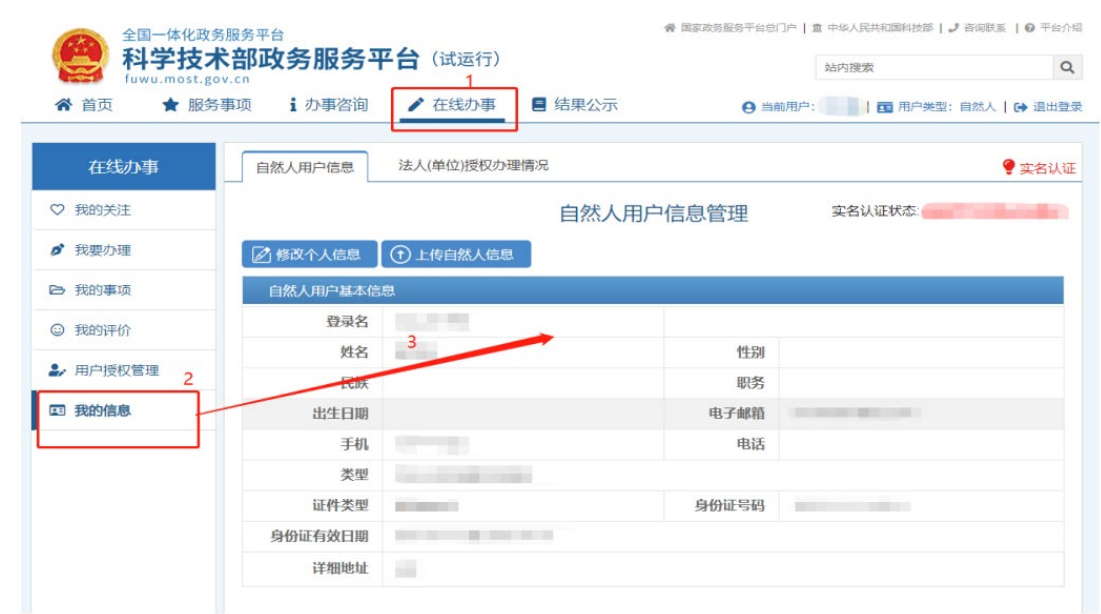 全国一体化政务服务平台
国家政务服务平台总门户 | 中华人民共和国科技部 | 咨询联系 | 平台介绍
科学技术部政务服务平台（试运行）
fuwu.most.gov.cn
站内搜索
1
首页 服务事项 办事咨询 在线办事 结果公示
当前用户: | 用户类型: 自然人 | 退出登录
在线办事
自然人用户信息 法人(单位)授权办理情况 实名认证
我的关注
自然人用户信息管理 实名认证状态:
我要办理
修改个人信息 上传自然人信息
我的事项
自然人用户基本信息
登录名
我的评价
3
姓名 性别
用户授权管理
2
民族 职务
我的信息
出生日期 电子邮箱
手机 电话
类型
证件类型 身份证号码
身份证有效日期
详细地址